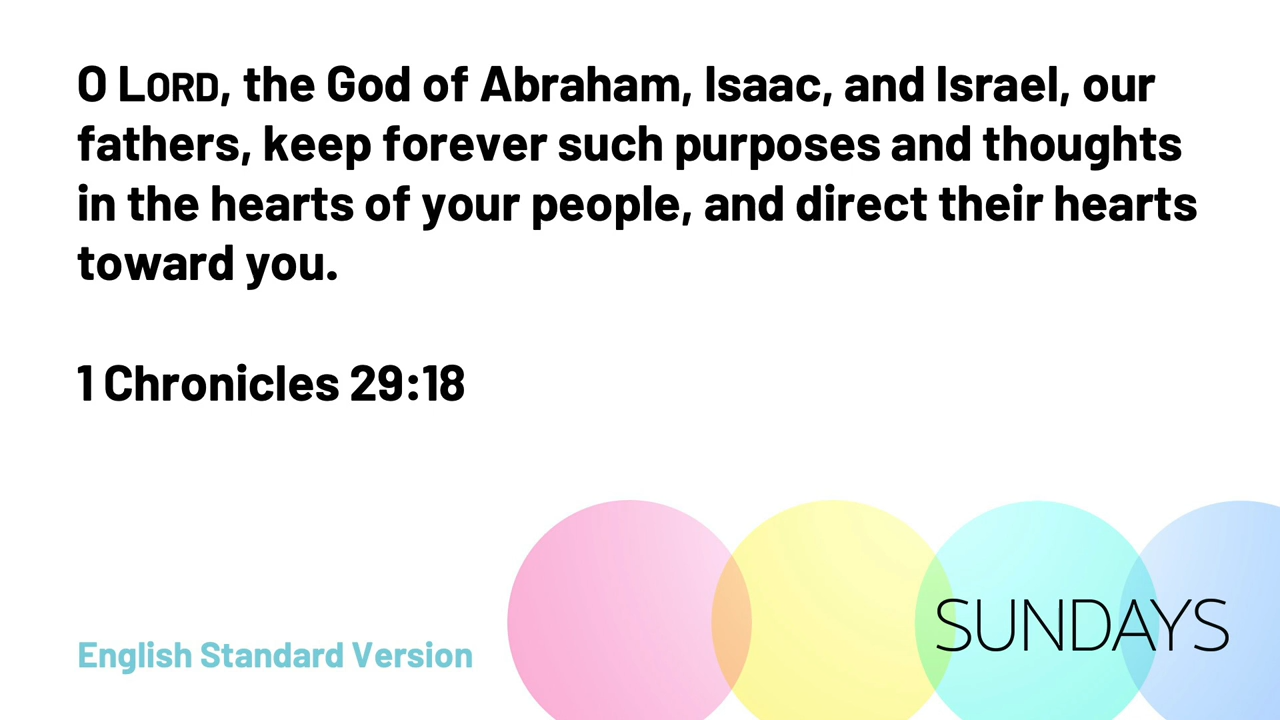 O LORD, the God of Abraham, Isaac, and Israel, our
fathers, keep forever such purposes and thoughts
in the hearts of your people, and direct their hearts
toward you.
1 Chronicles 29:18
English Standard Version
SUNDAYS